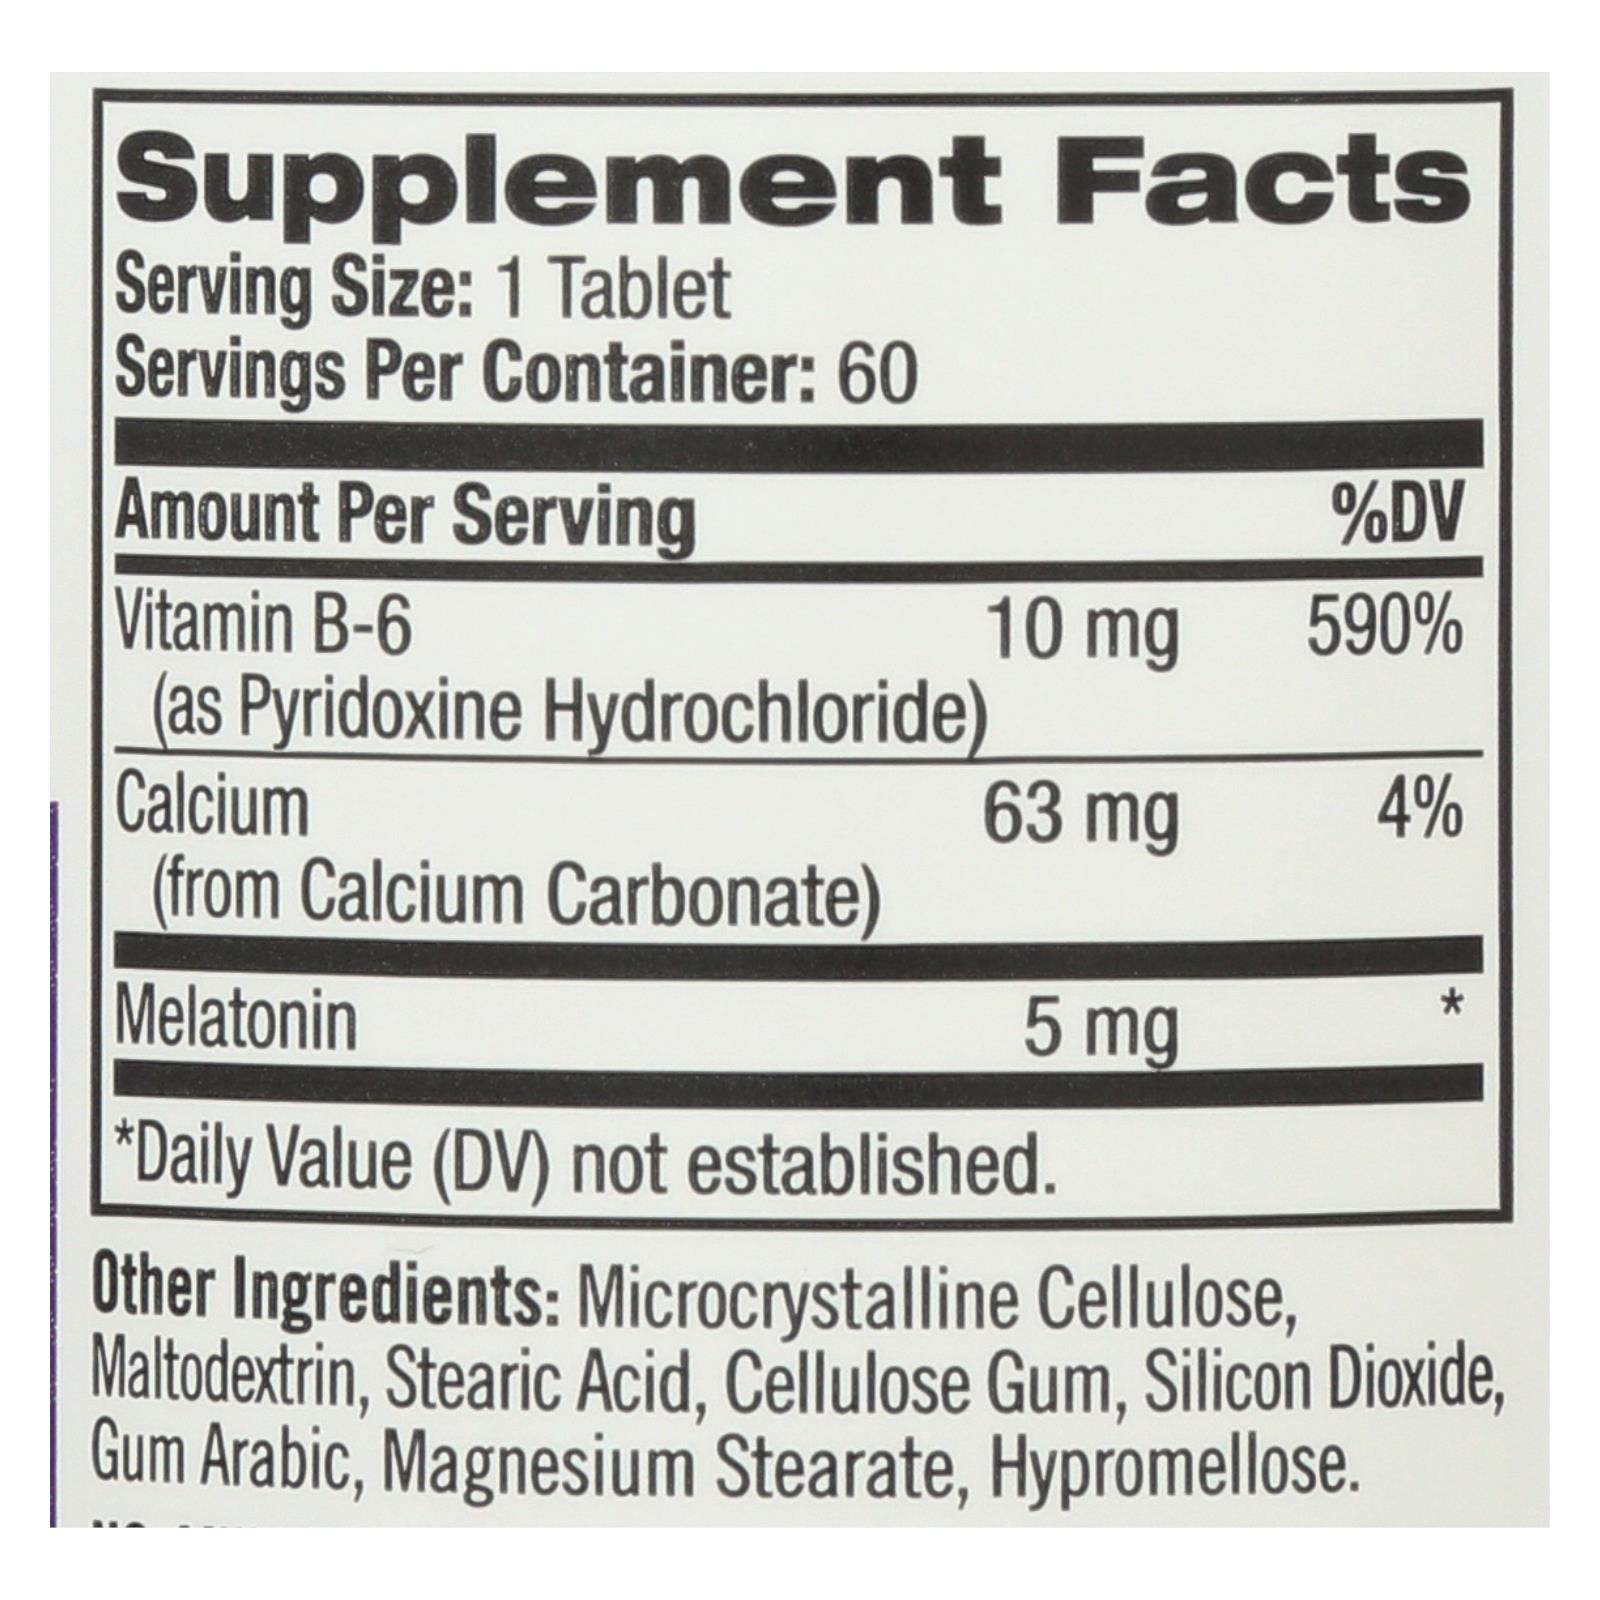 Supplement Facts
Serving Size: 1 Tablet
Servings Per Container: 60
Amount Per Serving %DV
Vitamin B-6 10 mg 590%
(as Pyridoxine Hydrochloride)
Calcium 63 mg 4%
(from Calcium Carbonate)
Melatonin 5 mg *
*Daily Value (DV) not established.
Other Ingredients: Microcrystalline Cellulose,
Maltodextrin, Stearic Acid, Cellulose Gum, Silicon Dioxide,
Gum Arabic, Magnesium Stearate, Hypromellose.